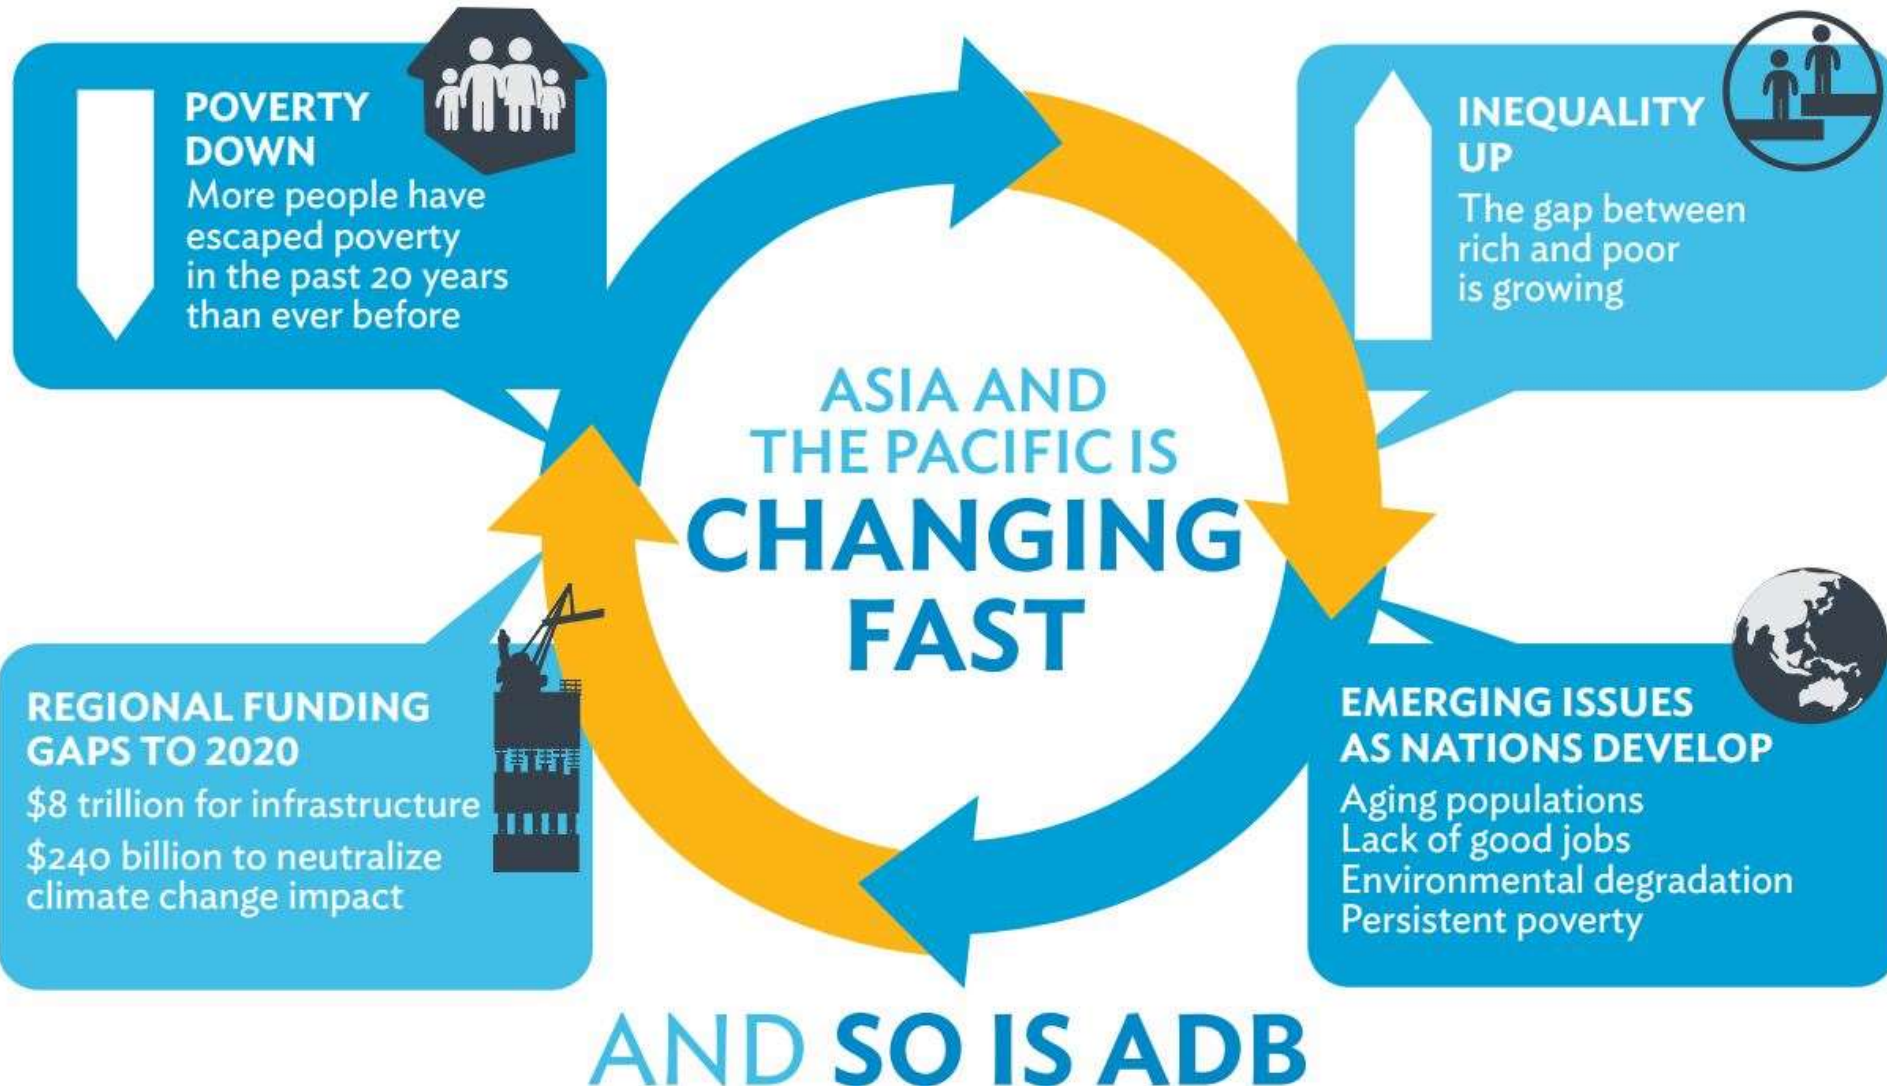 POVERTY
DOWN
More people have
escaped poverty
in the past 20 years
than ever before
INEQUALITY
UP
The gap between
rich and poor
is growing
ASIA AND
THE PACIFIC IS
CHANGING
FAST
REGIONAL FUNDING
GAPS TO 2020
$8 trillion for infrastructure
$240 billion to neutralize
climate change impact
EMERGING ISSUES
AS NATIONS DEVELOP
Aging populations
Lack of good jobs
Environmental degradation
Persistent poverty
AND SO IS ADB